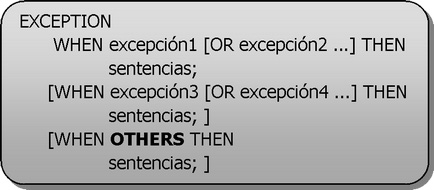 EXCEPTION
WHEN excepción1 [OR excepción2 ...] THEN
sentencias;
[WHEN excepción3 [OR excepción4 ...] THEN
sentencias; ]
[WHEN OTHERS THEN
sentencias; ]